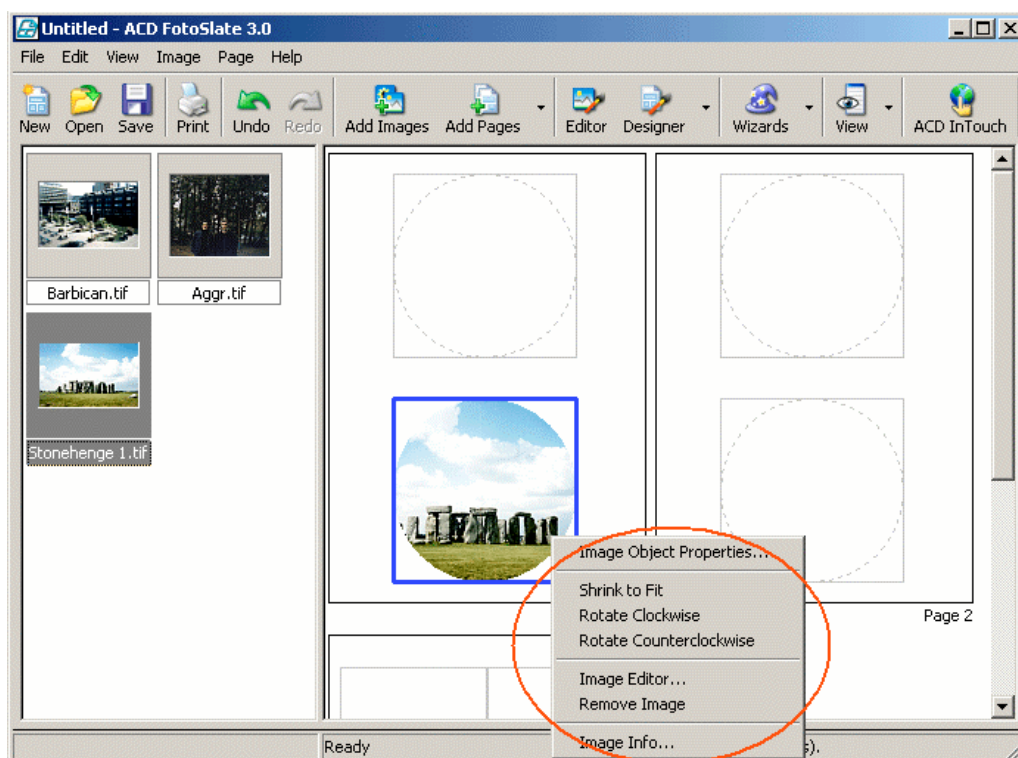 Untitled - ACD FotoSlate 3.0
File Edit View Image Page Help
New Open Save Print Undo Redo Add Images Add Pages Editor Designer Wizards View ACD InTouch
Barbican.tif Aggr.tif
Stonehenge 1.tif
Image Object Properties...
Shrink to Fit
Rotate Clockwise
Page 2
Rotate Counterclockwise
Image Editor...
Remove Image
Image Info...
Ready s).